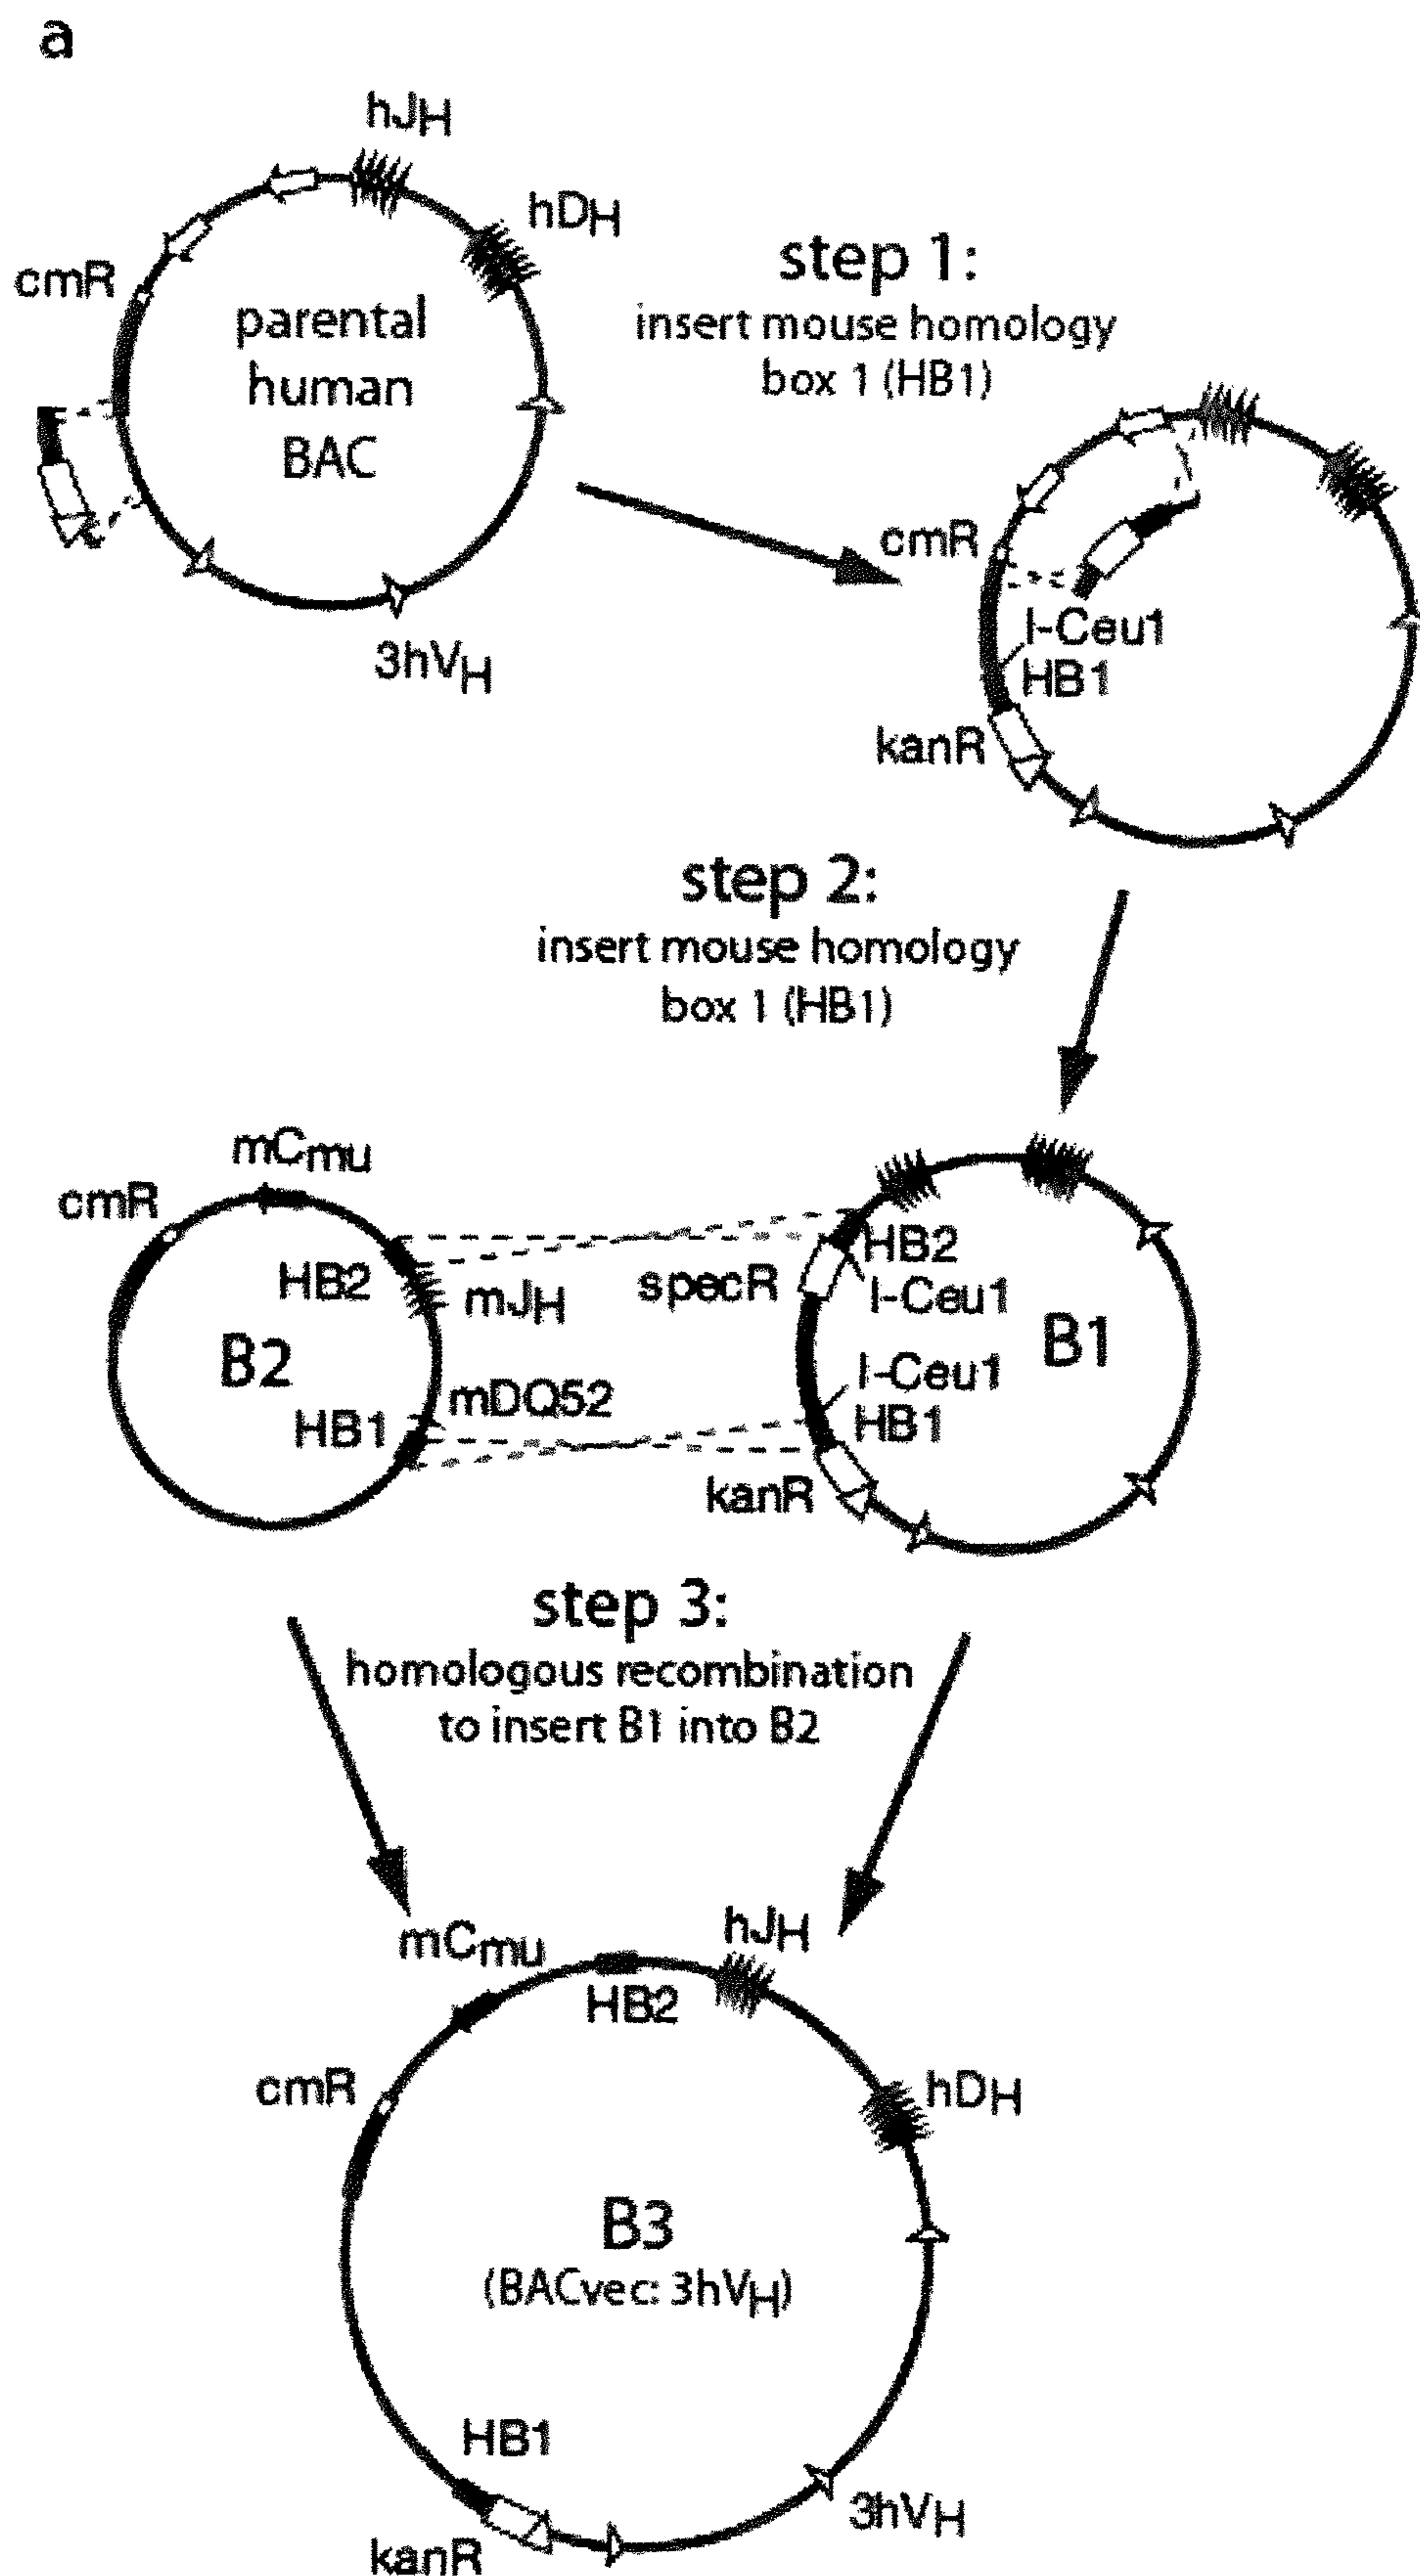 a
hJH
hDH
cmR
parental
human
BAC
3hVH
step 1:
insert mouse homology
box 1 (HB1)
cmR
I-Ceu1
HB1
kanR
step 2:
insert mouse homology
box 1 (HB1)
mCmu
cmR
HB2
mJH
B2
mDQ52
HB1
HB2
specR
I-Ceu1
B1
I-Ceu1
HB1
kanR
step 3:
homologous recombination
to insert B1 into B2
mCmu
hJH
HB2
cmR
hDH
B3
(BACvec: 3hVH)
HB1
3hVH
kanR